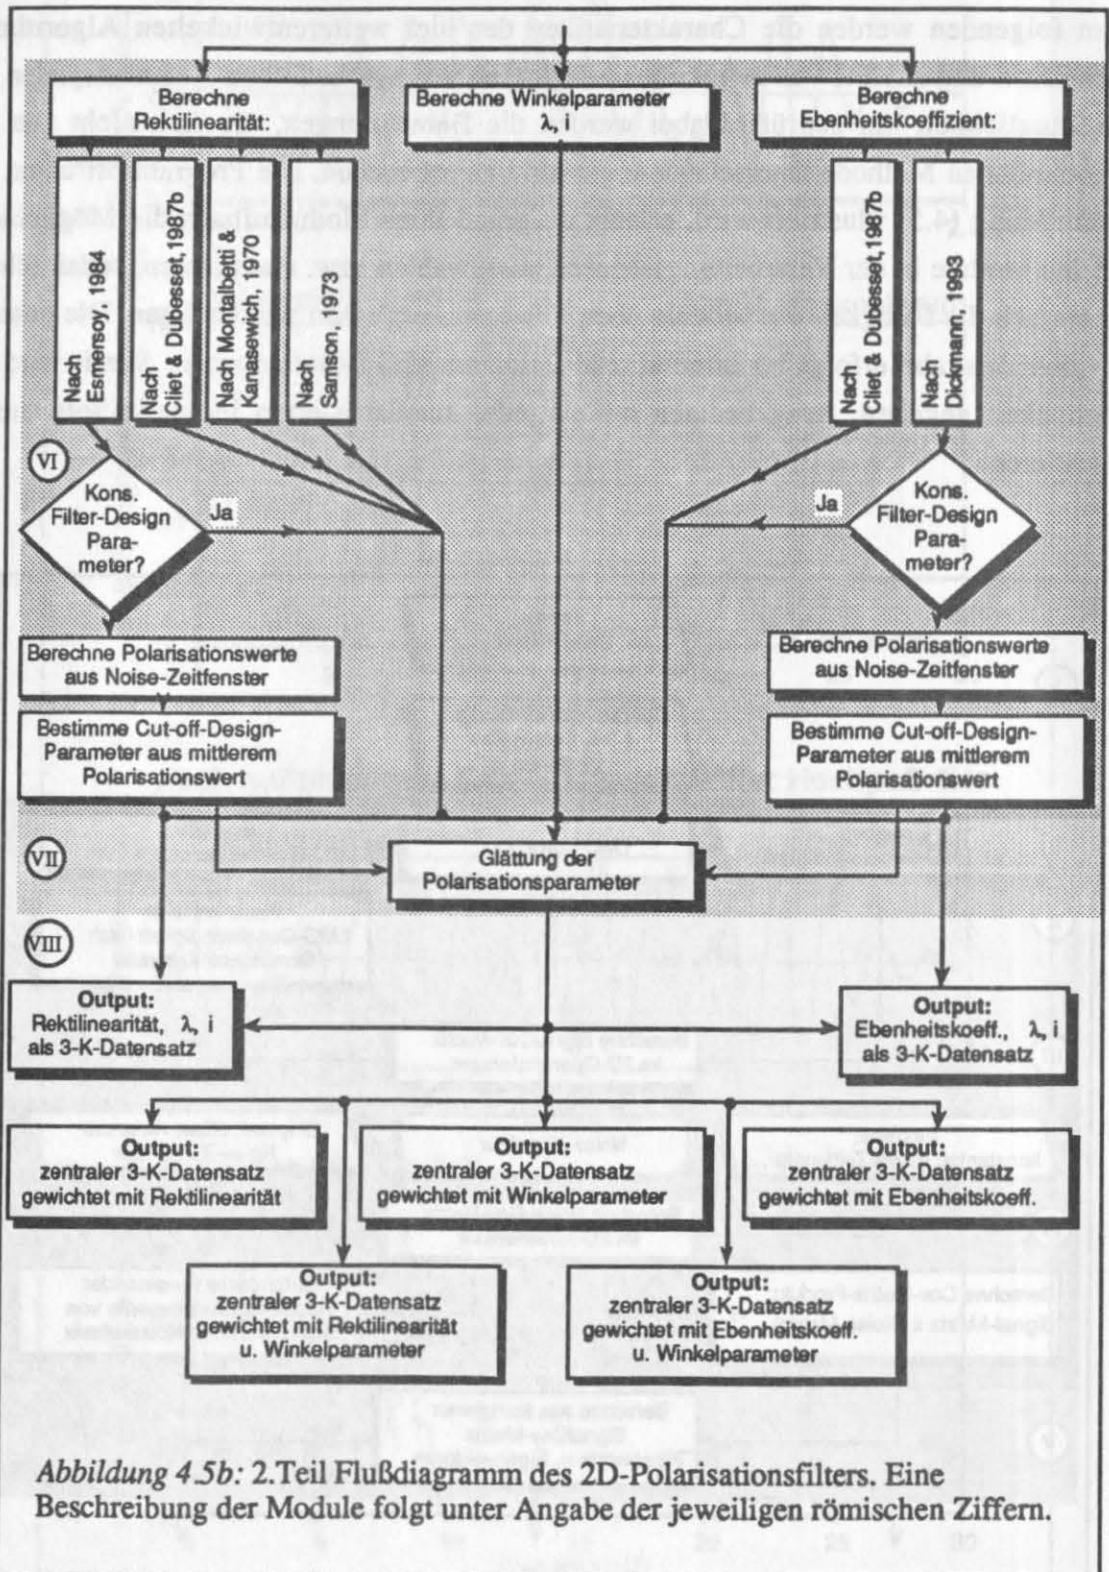 Berechne
Rektilinearität:
Berechne Winkelparameter
λ, i
Berechne
Ebenheitskoeffizient:
Nach
Esmersoy, 1984
Nach
Cliet & Dubesset,1987b
Nach Montalbetti &
Kanasewich, 1970
Nach
Samson, 1973
Nach
Cliet & Dubesset, 1987b
Nach
Dickmann, 1993
VI
Kons.
Filter-Design
Para-
meter?
Ja
Kons.
Filter-Design
Para-
meter?
Ja
Berechne Polarisationswerte
aus Noise-Zeitfenster
Berechne Polarisationswerte
aus Noise-Zeitfenster
Bestimme Cut-off-Design-
Parameter aus mittlerem
Polarisationswert
Bestimme Cut-off-Design-
Parameter aus mittlerem
Polarisationswert
VII
Glättung der
Polarisationsparameter
VIII
Output:
Rektilinearität, λ, i
als 3-K-Datensatz
Output:
Ebenheitskoeff., λ, i
als 3-K-Datensatz
Output:
zentraler 3-K-Datensatz
gewichtet mit Rektilinearität
Output:
zentraler 3-K-Datensatz
gewichtet mit Winkelparameter
Output:
zentraler 3-K-Datensatz
gewichtet mit Ebenheitskoeff.
Output:
zentraler 3-K-Datensatz
gewichtet mit Rektilinearität
u. Winkelparameter
Output:
zentraler 3-K-Datensatz
gewichtet mit Ebenheitskoeff.
u. Winkelparameter
Abbildung 4.5b: 2.Teil Flußdiagramm des 2D-Polarisationsfilters. Eine
Beschreibung der Module folgt unter Angabe der jeweiligen römischen Ziffern.